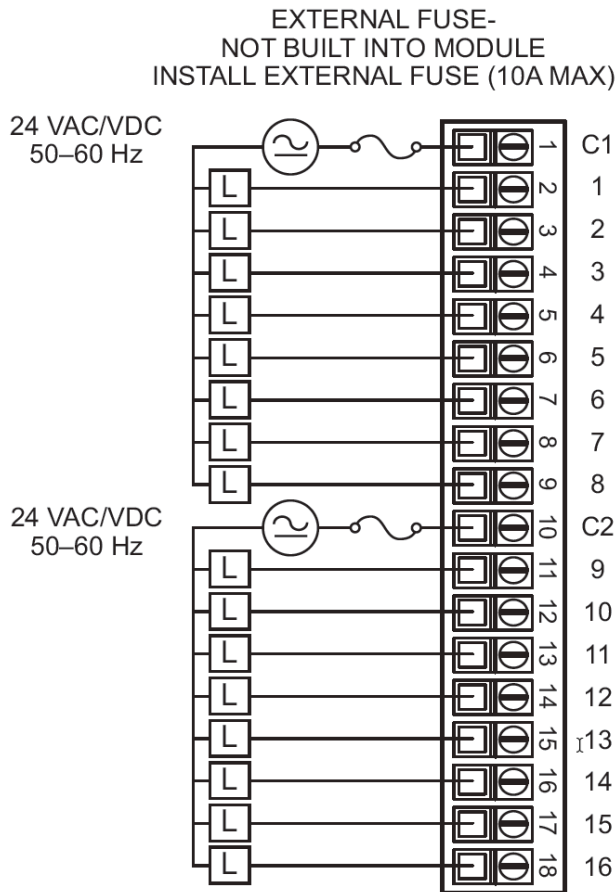 EXTERNAL FUSE-
NOT BUILT INTO MODULE
INSTALL EXTERNAL FUSE (10A MAX)
24 VAC/VDC
50–60 Hz
1 C1
L 2 1
L 3 2
L 4 3
L 5 4
L 6 5
L 7 6
L 8 7
L 9 8
24 VAC/VDC
50–60 Hz
10 C2
L 11 9
L 12 10
L 13 11
L 14 12
L 15 13
L 16 14
L 17 15
L 18 16